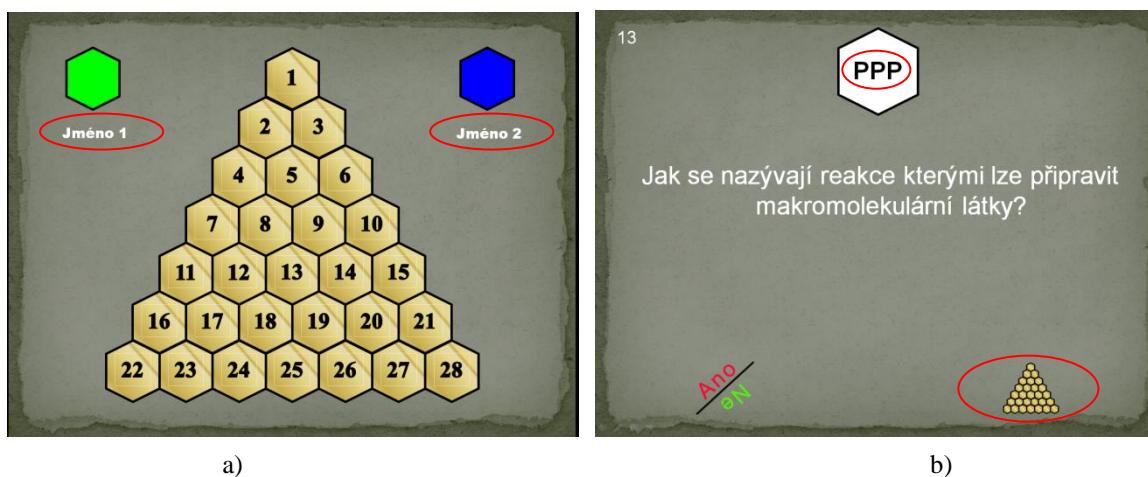 Jméno 1
Jméno 2
1
2 3
4 5 6
7 8 9 10
11 12 13 14 15
16 17 18 19 20 21
22 23 24 25 26 27 28
a)
13
PPP
Jak se nazývají reakce kterými lze připravit
makromolekulární látky?
Ano
Ne
b)